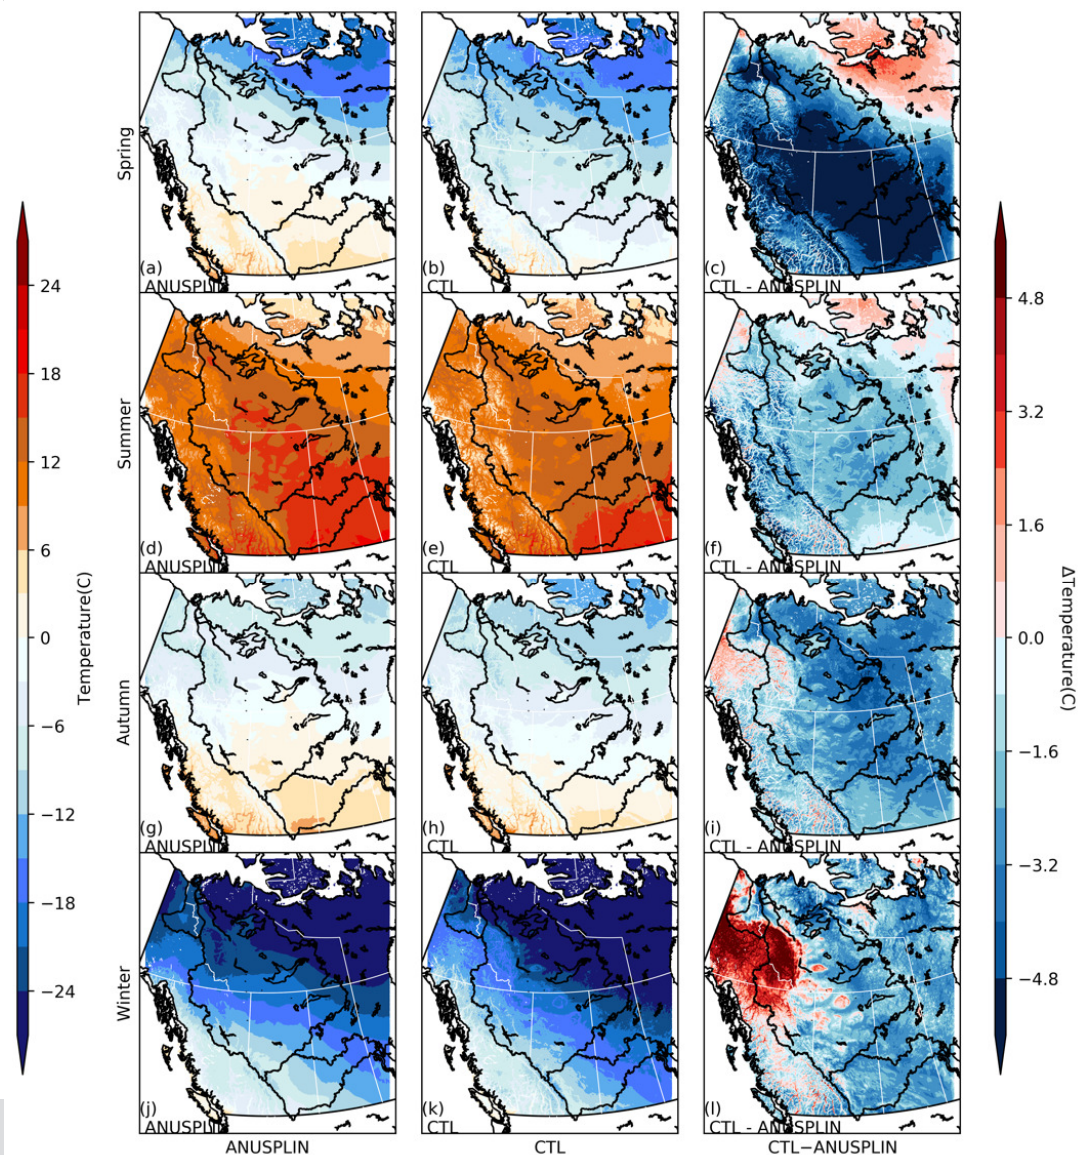 Spring
(a)
ANUSPLIN
(b)
CTL
(c)
CTL - ANUSPLIN
Summer
(d)
ANUSPLIN
(e)
CTL
(f)
CTL - ANUSPLIN
Autumn
(g)
ANUSPLIN
(h)
CTL
(i)
CTL - ANUSPLIN
Winter
(j)
ANUSPLIN
(k)
CTL
(l)
CTL - ANUSPLIN
ANUSPLIN
CTL
CTL−ANUSPLIN
24
18
12
6
0
−6
−12
−18
−24
Temperature(C)
4.8
3.2
1.6
0.0
−1.6
−3.2
−4.8
ΔTemperature(C)